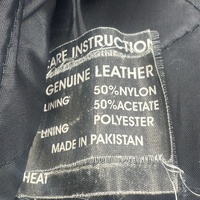 CARE INSTRUCTION
GENUINE LEATHER
LINING 50%NYLON
50%ACETATE
LINING POLYESTER
MADE IN PAKISTAN
HEAT